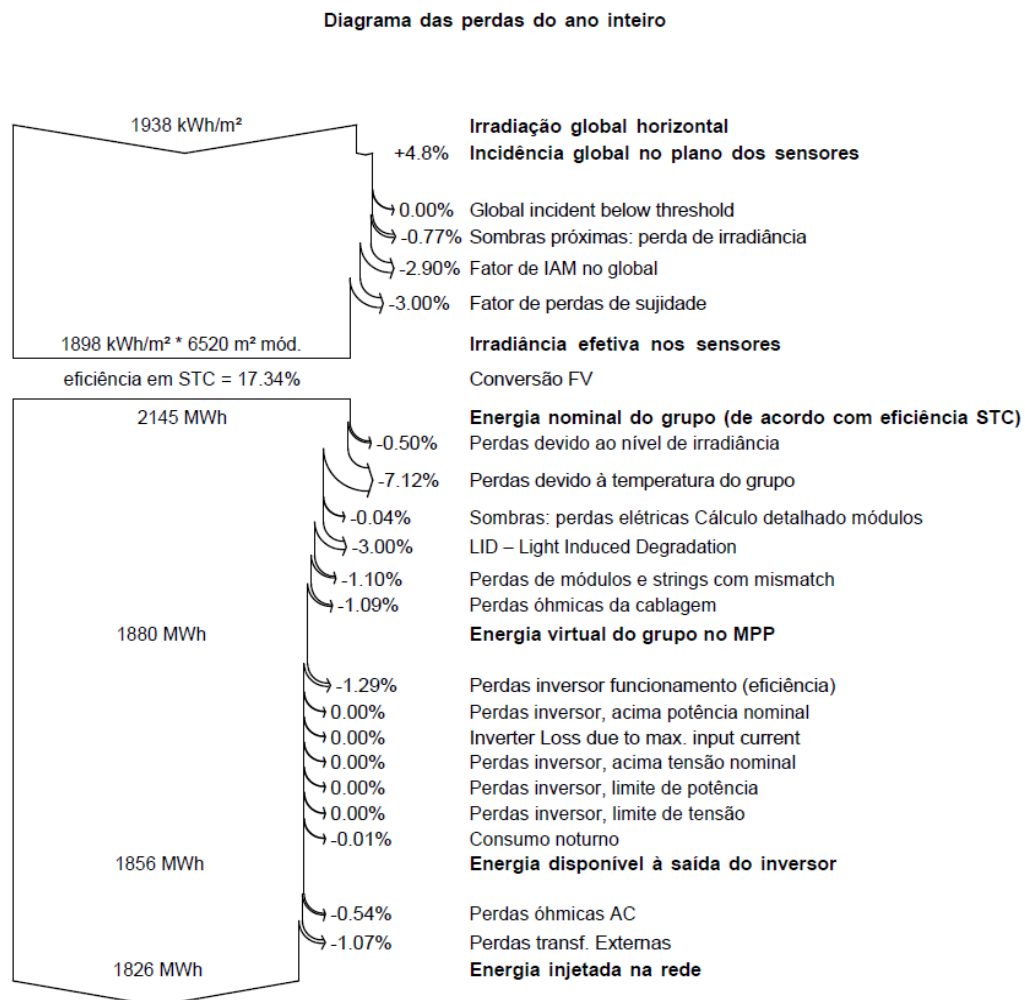 Diagrama das perdas do ano inteiro
1938 kWh/m² Irradiação global horizontal
+4.8% Incidência global no plano dos sensores
0.00% Global incident below threshold
-0.77% Sombras próximas: perda de irradiância
-2.90% Fator de IAM no global
-3.00% Fator de perdas de sujidade
1898 kWh/m² * 6520 m² mód. Irradiância efetiva nos sensores
eficiência em STC = 17.34% Conversão FV
2145 MWh Energia nominal do grupo (de acordo com eficiência STC)
-0.50% Perdas devido ao nível de irradiância
-7.12% Perdas devido à temperatura do grupo
-0.04% Sombras: perdas elétricas Cálculo detalhado módulos
-3.00% LID – Light Induced Degradation
-1.10% Perdas de módulos e strings com mismatch
-1.09% Perdas óhmicas da cablagem
1880 MWh Energia virtual do grupo no MPP
-1.29% Perdas inversor funcionamento (eficiência)
0.00% Perdas inversor, acima potência nominal
0.00% Inverter Loss due to max. input current
0.00% Perdas inversor, acima tensão nominal
0.00% Perdas inversor, limite de potência
0.00% Perdas inversor, limite de tensão
-0.01% Consumo noturno
1856 MWh Energia disponível à saída do inversor
-0.54% Perdas óhmicas AC
-1.07% Perdas transf. Externas
1826 MWh Energia injetada na rede